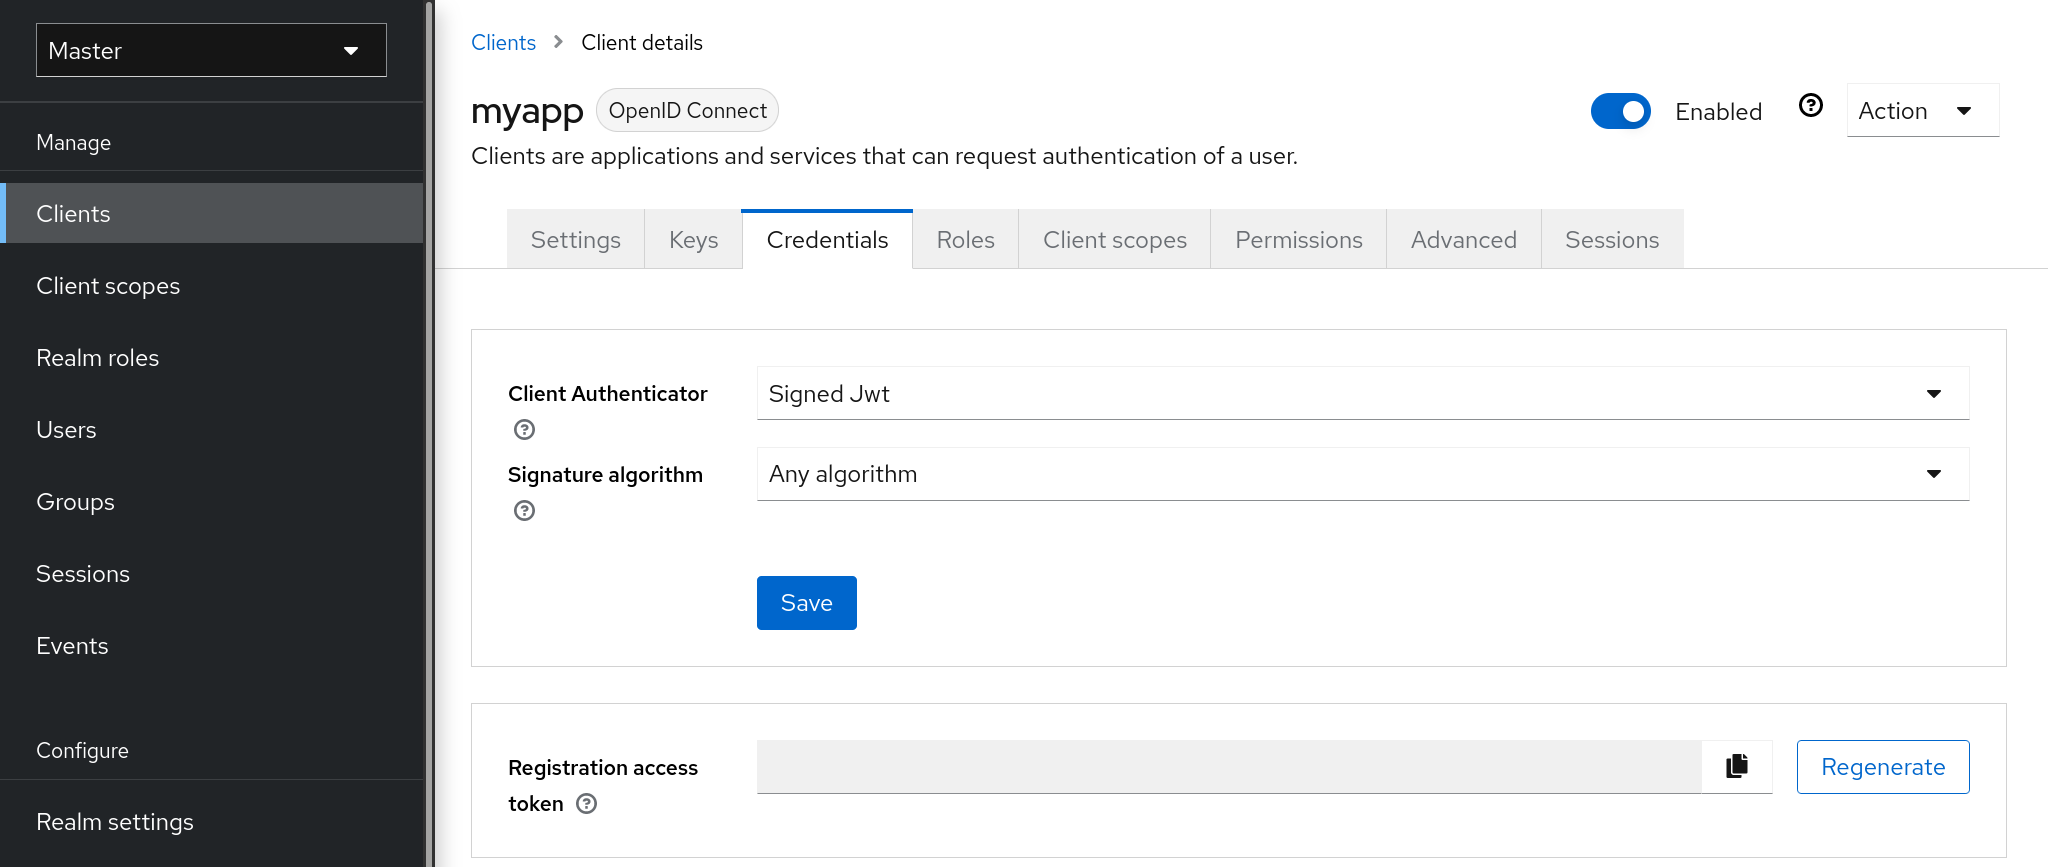 Master
Manage
Clients
Client scopes
Realm roles
Users
Groups
Sessions
Events
Configure
Realm settings
Clients > Client details
myapp OpenID Connect
Enabled
Action
Clients are applications and services that can request authentication of a user.
Settings Keys Credentials Roles Client scopes Permissions Advanced Sessions
Client Authenticator
Signed Jwt
Signature algorithm
Any algorithm
Save
Registration access
token
Regenerate